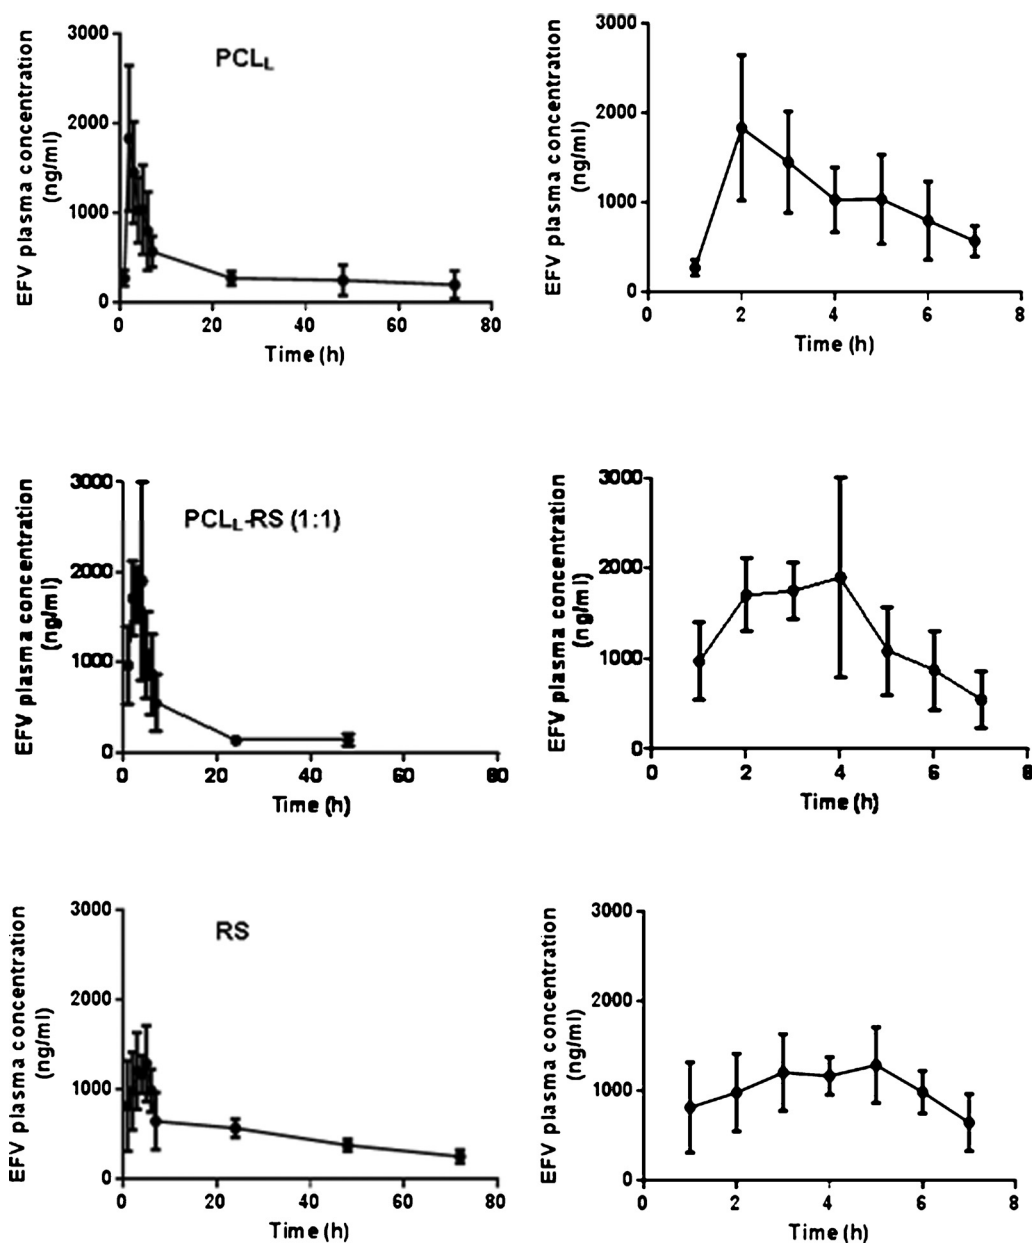 EFV plasma concentration
(ng/ml)
3000
2000
1000
0
PCLL
0 20 40 60 80
Time (h)
EFV plasma concentration
(ng/ml)
3000
2000
1000
0
0 2 4 6 8
Time (h)
EFV plasma concentration
(ng/ml)
3000
2000
1000
0
PCLL-RS (1:1)
0 20 40 60 80
Time (h)
EFV plasma concentration
(ng/ml)
3000
2000
1000
0
0 2 4 6 8
Time (h)
EFV plasma concentration
(ng/ml)
3000
2000
1000
0
RS
0 20 40 60 80
Time (h)
EFV plasma concentration
(ng/ml)
3000
2000
1000
0
0 2 4 6 8
Time (h)